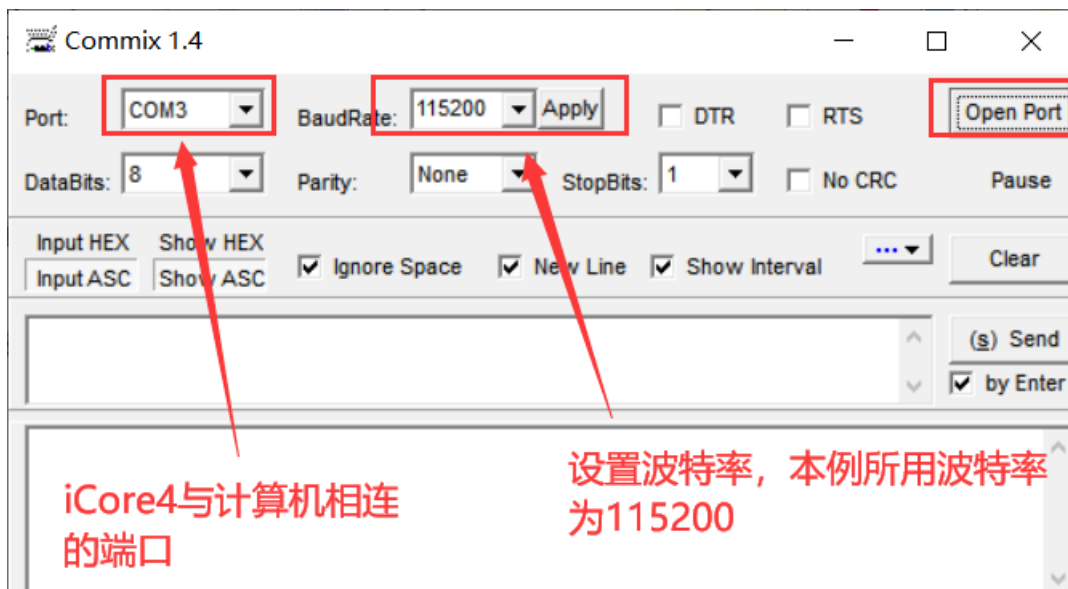 Commix 1.4
Port: COM3 BaudRate: 115200 Apply DTR RTS Open Port
DataBits: 8 Parity: None StopBits: 1 No CRC Pause
Input HEX Show HEX
Input ASC Show ASC Ignore Space New Line Show Interval ... Clear
(s) Send
by Enter
iCore4与计算机相连
的端口
设置波特率，本例所用波特率
为115200